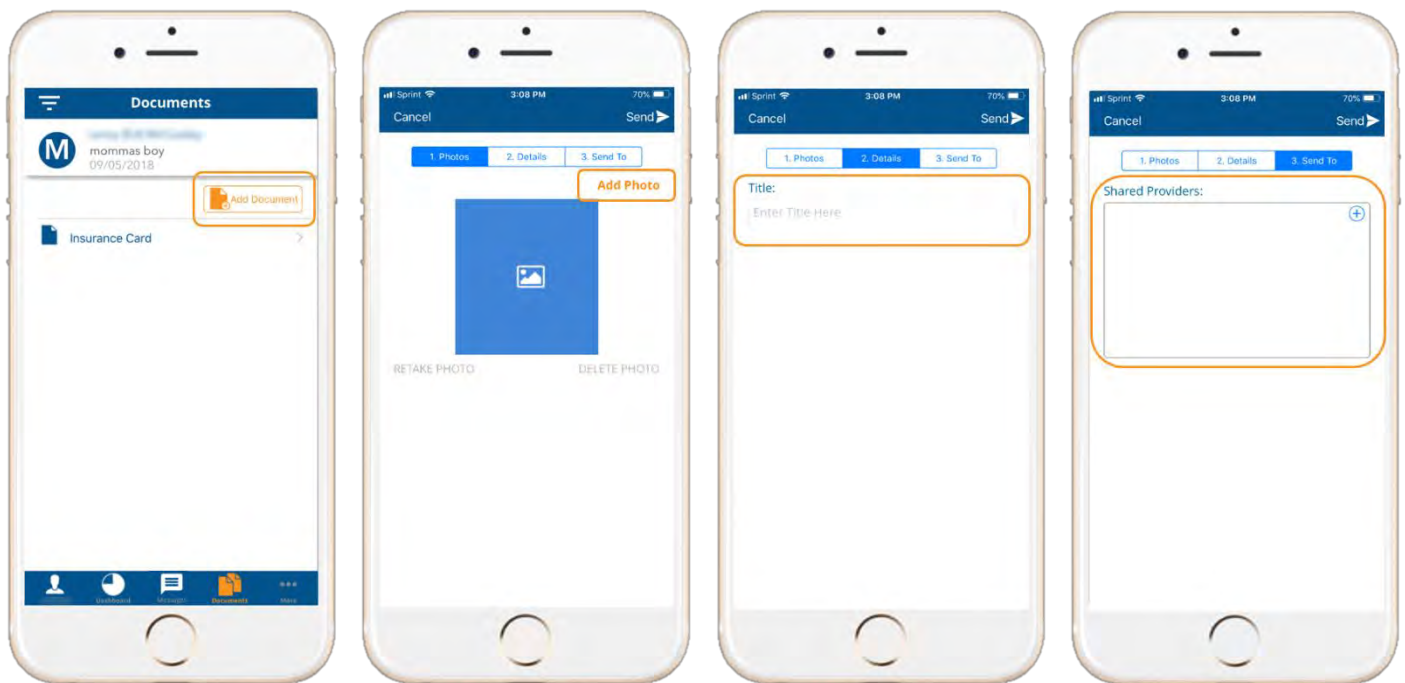 Documents
M
mommas boy
09/05/2018
Add Document
Insurance Card
Dashboard
Messages
Documents
More
Sprint 3:08 PM 70%
Cancel Send
1. Photos 2. Details 3. Send To
Add Photo
RETAKE PHOTO DELETE PHOTO
Sprint 3:08 PM 70%
Cancel Send
1. Photos 2. Details 3. Send To
Title:
Enter Title Here
Sprint 3:08 PM 70%
Cancel Send
1. Photos 2. Details 3. Send To
Shared Providers: